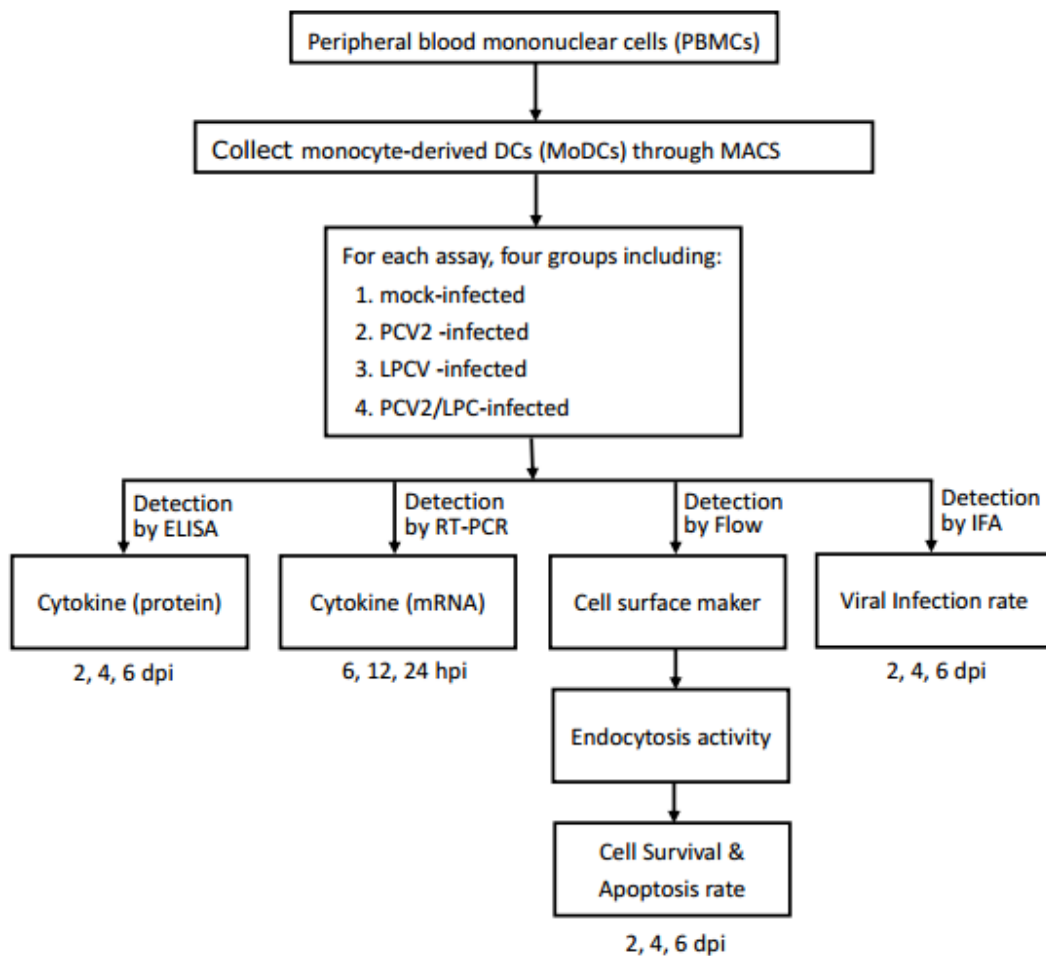 Peripheral blood mononuclear cells (PBMCs)
Collect monocyte-derived DCs (MoDCs) through MACS
For each assay, four groups including:
1. mock-infected
2. PCV2 -infected
3. LPCV -infected
4. PCV2/LPC-infected
Detection
by ELISA
Detection
by RT-PCR
Detection
by Flow
Detection
by IFA
Cytokine (protein)
Cytokine (mRNA)
Cell surface maker
Viral Infection rate
2, 4, 6 dpi
6, 12, 24 hpi
2, 4, 6 dpi
Endocytosis activity
Cell Survival &
Apoptosis rate
2, 4, 6 dpi